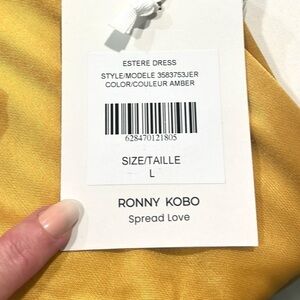 ESTERE DRESS
STYLE/MODELE 3583753JER
COLOR/COULEUR AMBER
628470121805
SIZE/TAILLE
L
RONNY KOBO
Spread Love